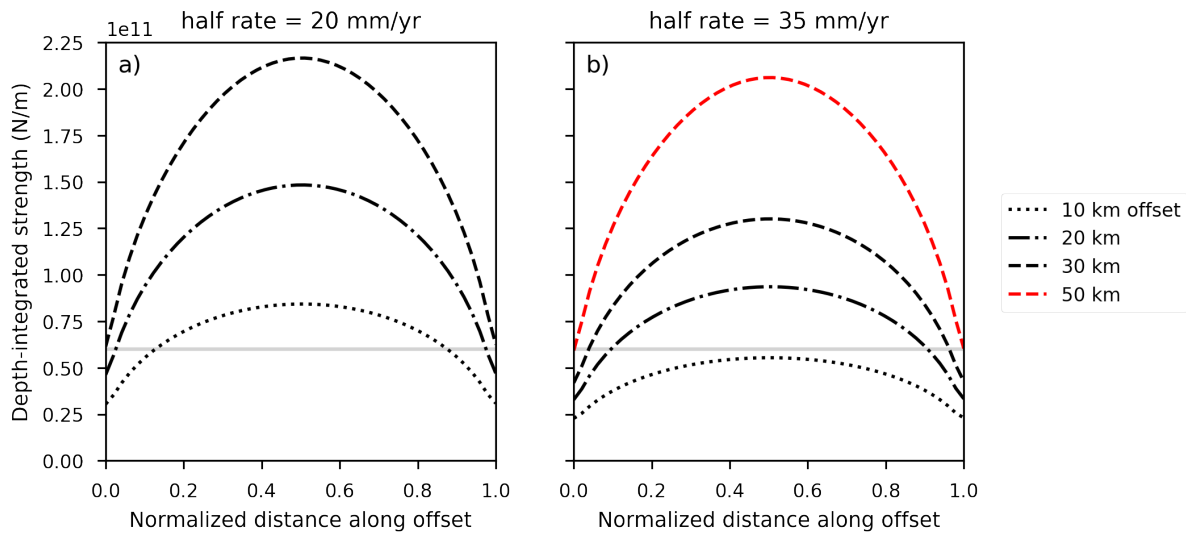 half rate = 20 mm/yr
half rate = 35 mm/yr
1e11
a)
b)
Depth-integrated strength (N/m)
2.25
2.00
1.75
1.50
1.25
1.00
0.75
0.50
0.25
0.00
0.0 0.2 0.4 0.6 0.8 1.0
0.0 0.2 0.4 0.6 0.8 1.0
Normalized distance along offset
Normalized distance along offset
10 km offset
20 km
30 km
50 km